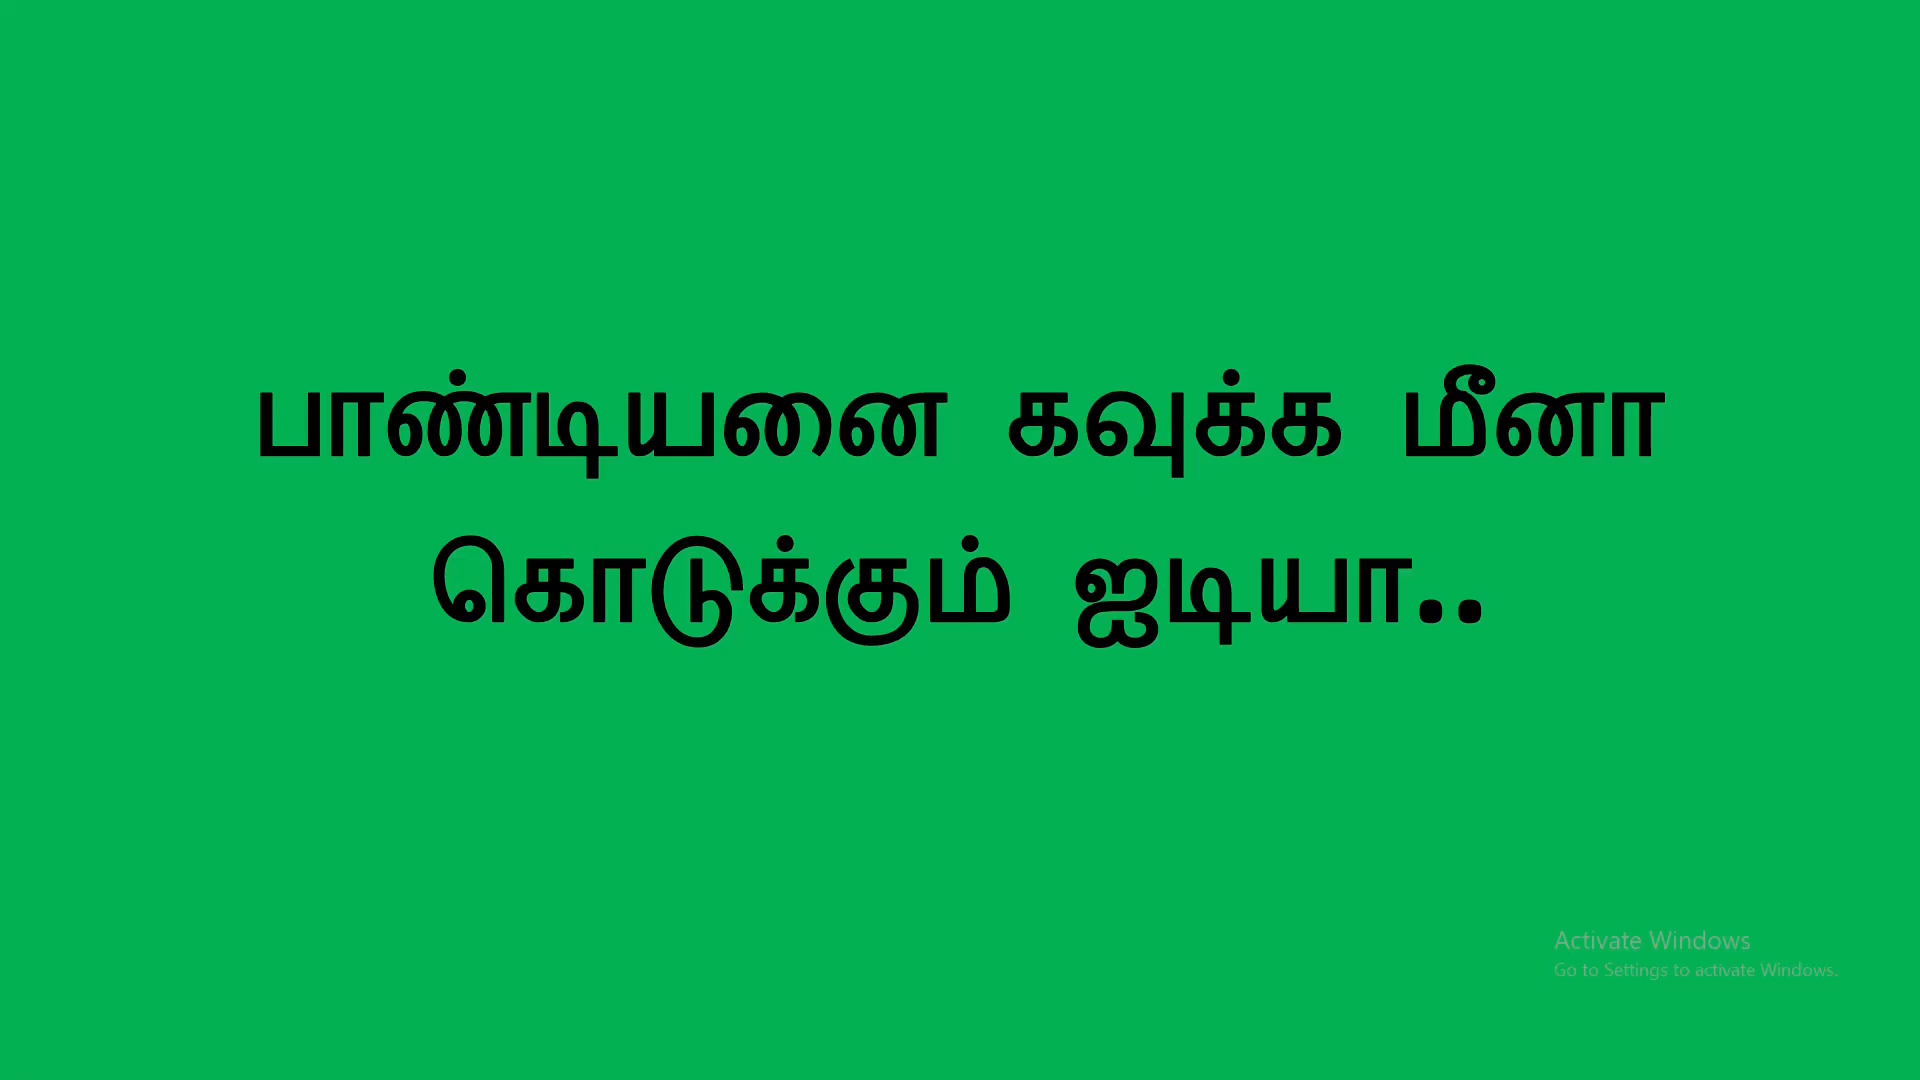 பாண்டியனை கவுக்க மீனா
கொடுக்கும் ஐடியா..
Activate Windows
Go to Settings to activate Windows.